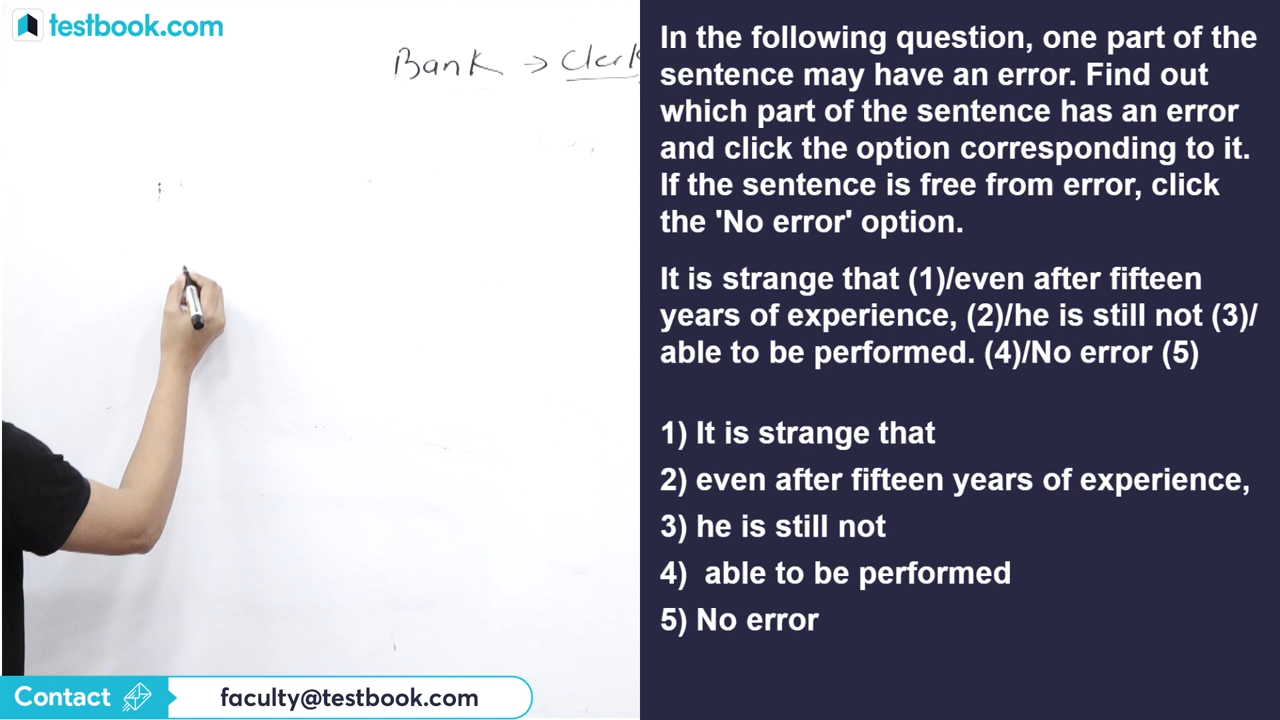 testbook.com
Bank → Clerk
In the following question, one part of the
sentence may have an error. Find out
which part of the sentence has an error
and click the option corresponding to it.
If the sentence is free from error, click
the 'No error' option.
It is strange that (1)/even after fifteen
years of experience, (2)/he is still not (3)/
able to be performed. (4)/No error (5)
1) It is strange that
2) even after fifteen years of experience,
3) he is still not
4) able to be performed
5) No error
Contact faculty@testbook.com